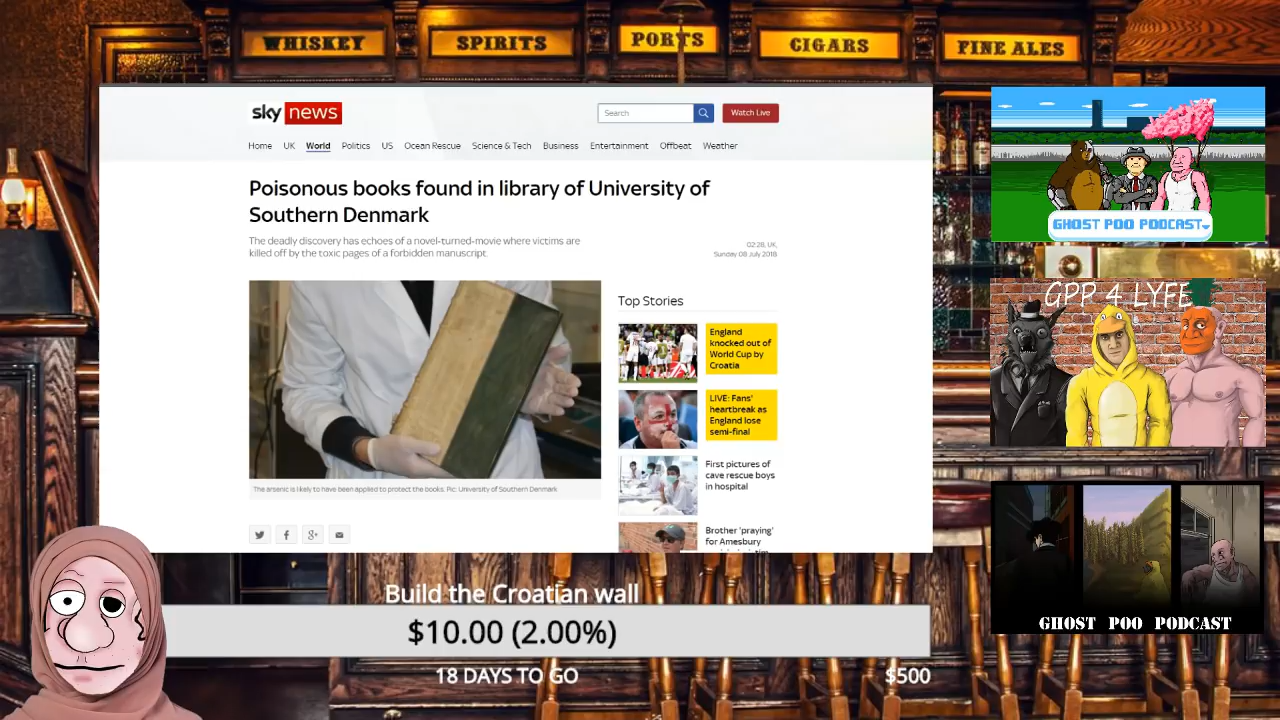 WHISKEY
SPIRITS
PORTS
CIGARS
FINE ALES
sky news
Search
Watch Live
Home UK World Politics US Ocean Rescue Science & Tech Business Entertainment Offbeat Weather
Poisonous books found in library of University of
Southern Denmark
The deadly discovery has echoes of a novel-turned-movie where victims are
killed off by the toxic pages of a forbidden manuscript.
02:28, UK,
Sunday 08 July 2018
Top Stories
England
knocked out of
World Cup by
Croatia
LIVE: Fans'
heartbreak as
England lose
semi-final
First pictures of
cave rescue boys
in hospital
Brother 'praying'
for Amesbury
The arsenic is likely to have been applied to protect the books. Pic: University of Southern Denmark
GHOST POO PODCAST
GPP 4 LYFE
GHOST POO PODCAST
Build the Croatian wall
$10.00 (2.00%)
18 DAYS TO GO
$500